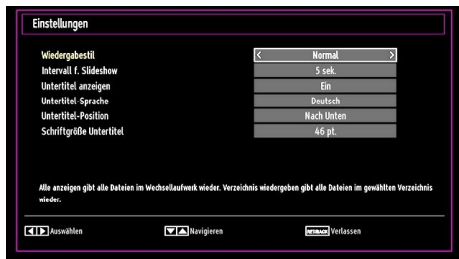 Einstellungen
Wiedergabestil < Normal >
Intervall f. Slideshow 5 sek.
Untertitel anzeigen Ein
Untertitel-Sprache Deutsch
Untertitel-Position Nach Unten
Schriftgröße Untertitel 46 pt.
Alle anzeigen gibt alle Dateien im Wechsellaufwerk wieder. Verzeichnis wiedergeben gibt alle Dateien im gewählten Verzeichnis
wieder.
Auswählen Navigieren RET/BACK Verlassen